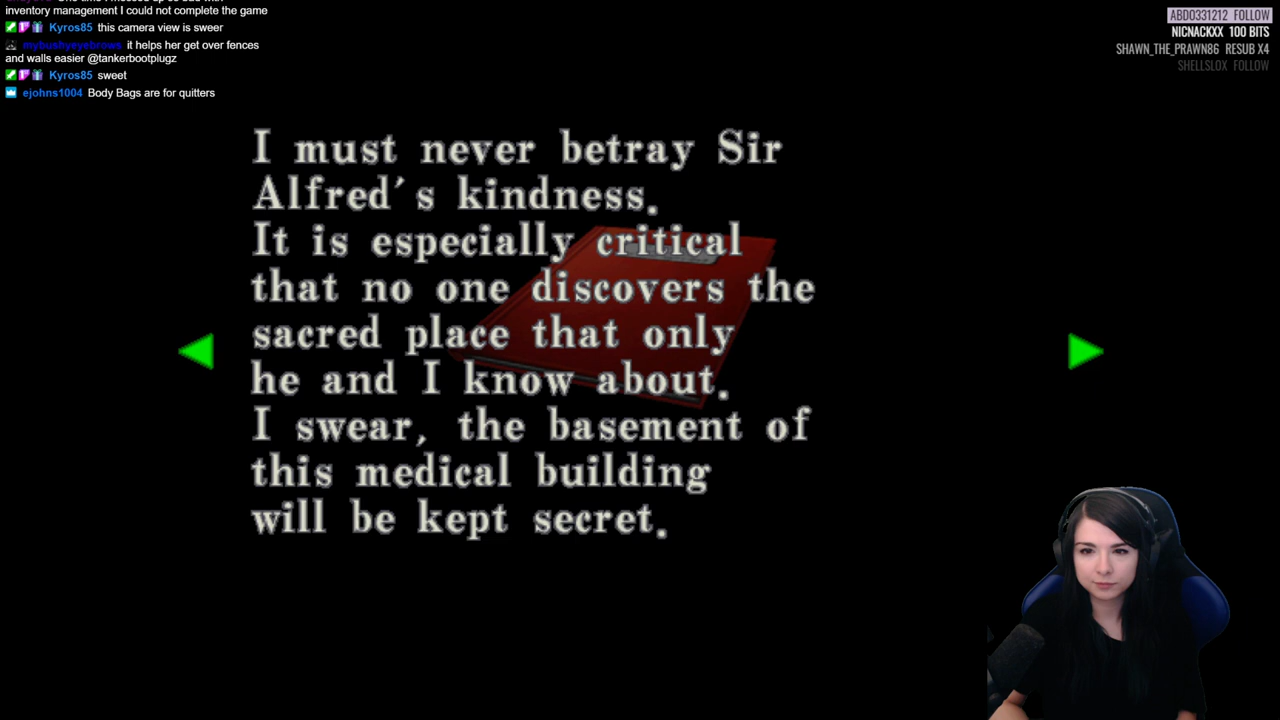 inventory management I could not complete the game
Kyros85 this camera view is sweer
mybushyeyebrows it helps her get over fences
and walls easier @tankerbootplugz
Kyros85 sweet
ejohns1004 Body Bags are for quitters
ABDO331212 FOLLOW
NICNACKXX 100 BITS
SHAWN_THE_PRAWN86 RESUB X4
SHELLSLOX FOLLOW
I must never betray Sir
Alfred's kindness.
It is especially critical
that no one discovers the
sacred place that only
he and I know about.
I swear, the basement of
this medical building
will be kept secret.